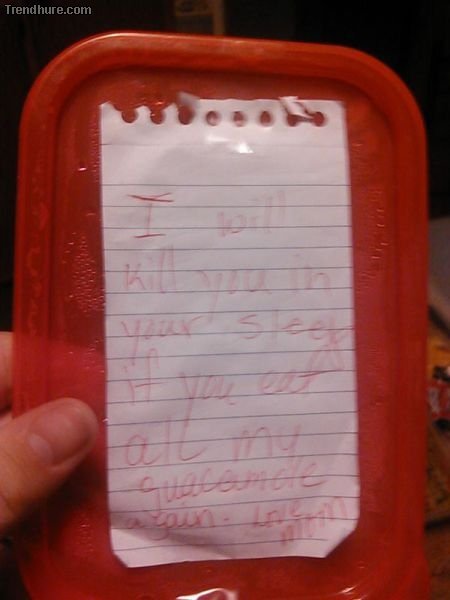 Trendhure.com
I will
kill you in
your sleep
if you eat
all my
guacamole
again. Love
mom